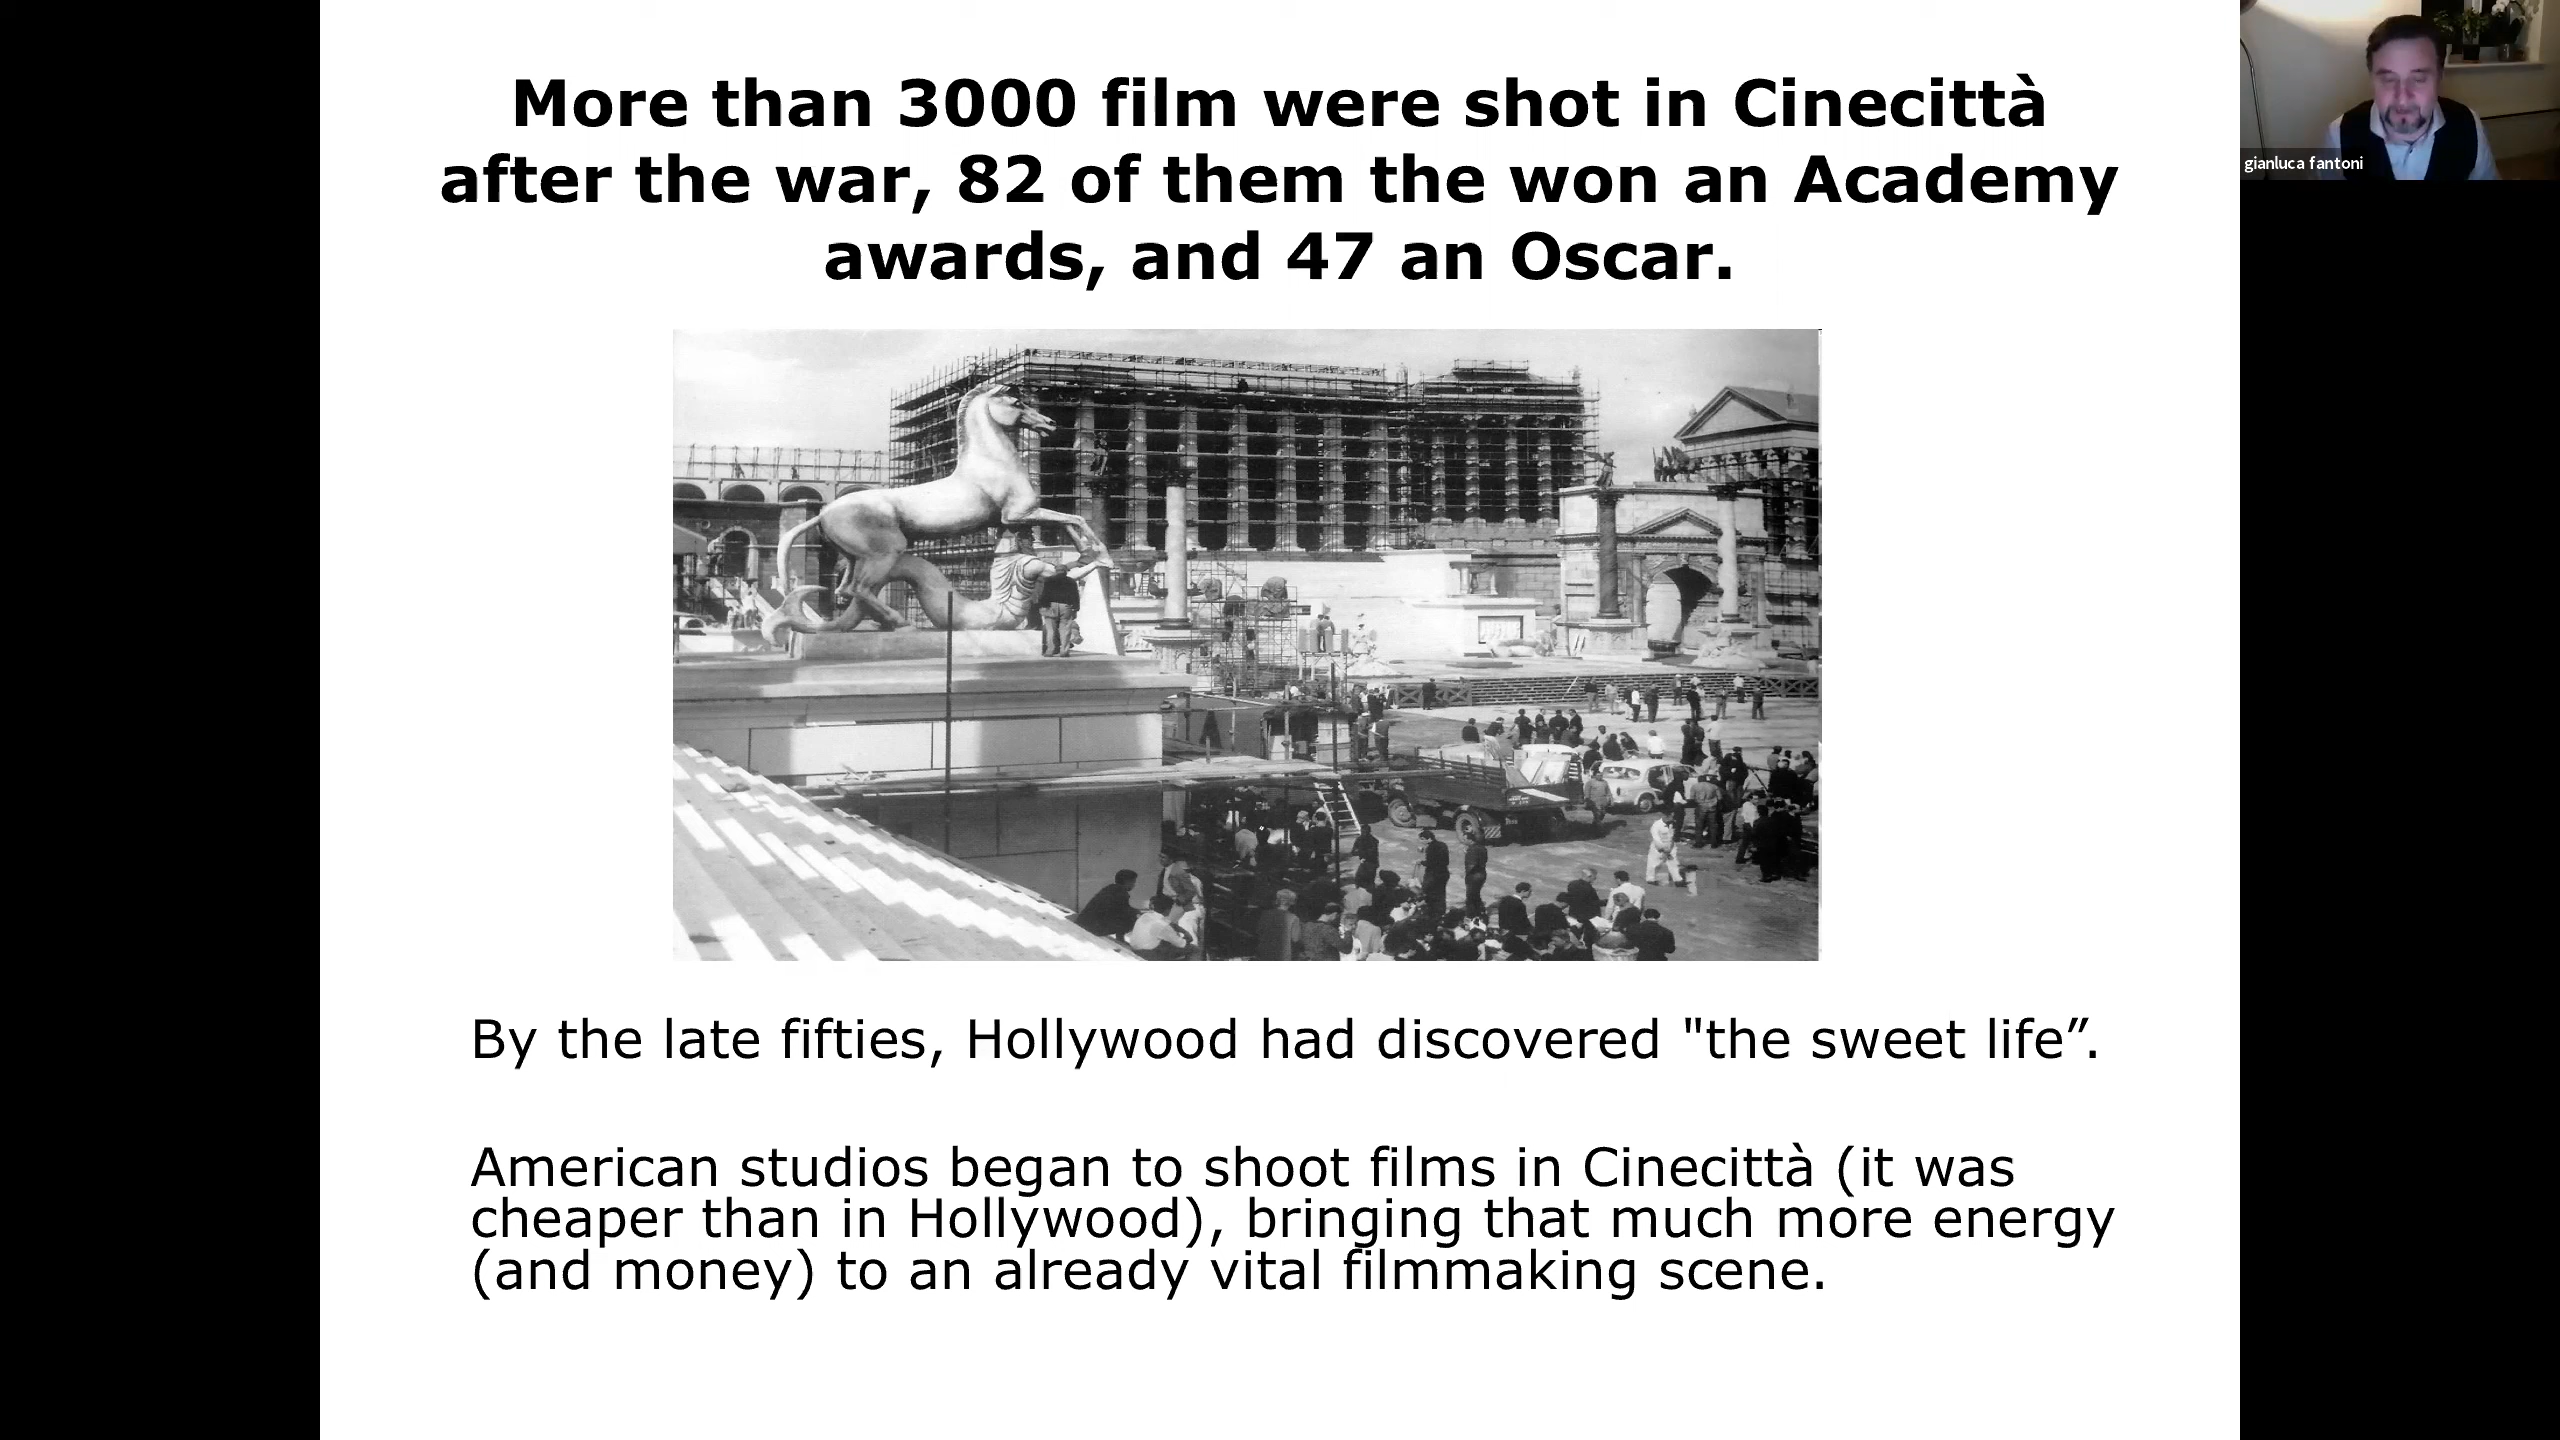 More than 3000 film were shot in Cinecittà
after the war, 82 of them the won an Academy
awards, and 47 an Oscar.
gianluca fantoni
By the late fifties, Hollywood had discovered "the sweet life”.
American studios began to shoot films in Cinecittà (it was
cheaper than in Hollywood), bringing that much more energy
(and money) to an already vital filmmaking scene.